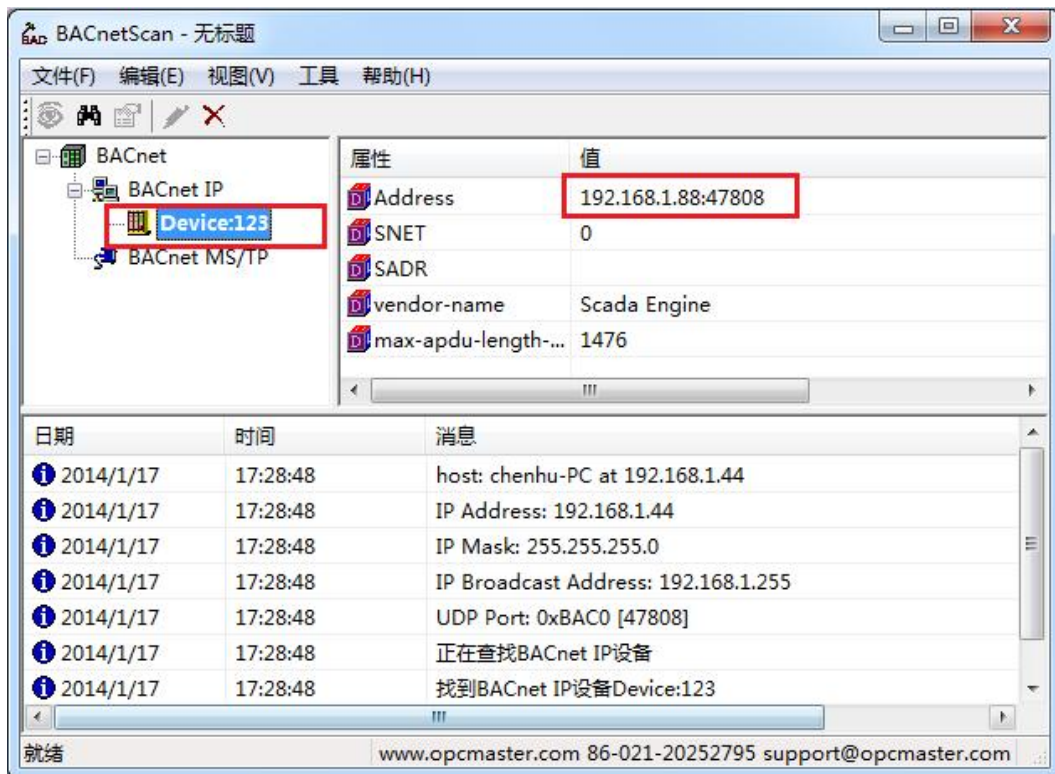 BACnetScan - 无标题
文件(F) 编辑(E) 视图(V) 工具 帮助(H)
BACnet
BACnet IP
Device:123
BACnet MS/TP
属性 值
Address 192.168.1.88:47808
SNET 0
SADR
vendor-name Scada Engine
max-apdu-length-... 1476
日期 时间 消息
2014/1/17 17:28:48 host: chenhu-PC at 192.168.1.44
2014/1/17 17:28:48 IP Address: 192.168.1.44
2014/1/17 17:28:48 IP Mask: 255.255.255.0
2014/1/17 17:28:48 IP Broadcast Address: 192.168.1.255
2014/1/17 17:28:48 UDP Port: 0xBAC0 [47808]
2014/1/17 17:28:48 正在查找BACnet IP设备
2014/1/17 17:28:48 找到BACnet IP设备Device:123
就绪 www.opcmaster.com 86-021-20252795 support@opcmaster.com